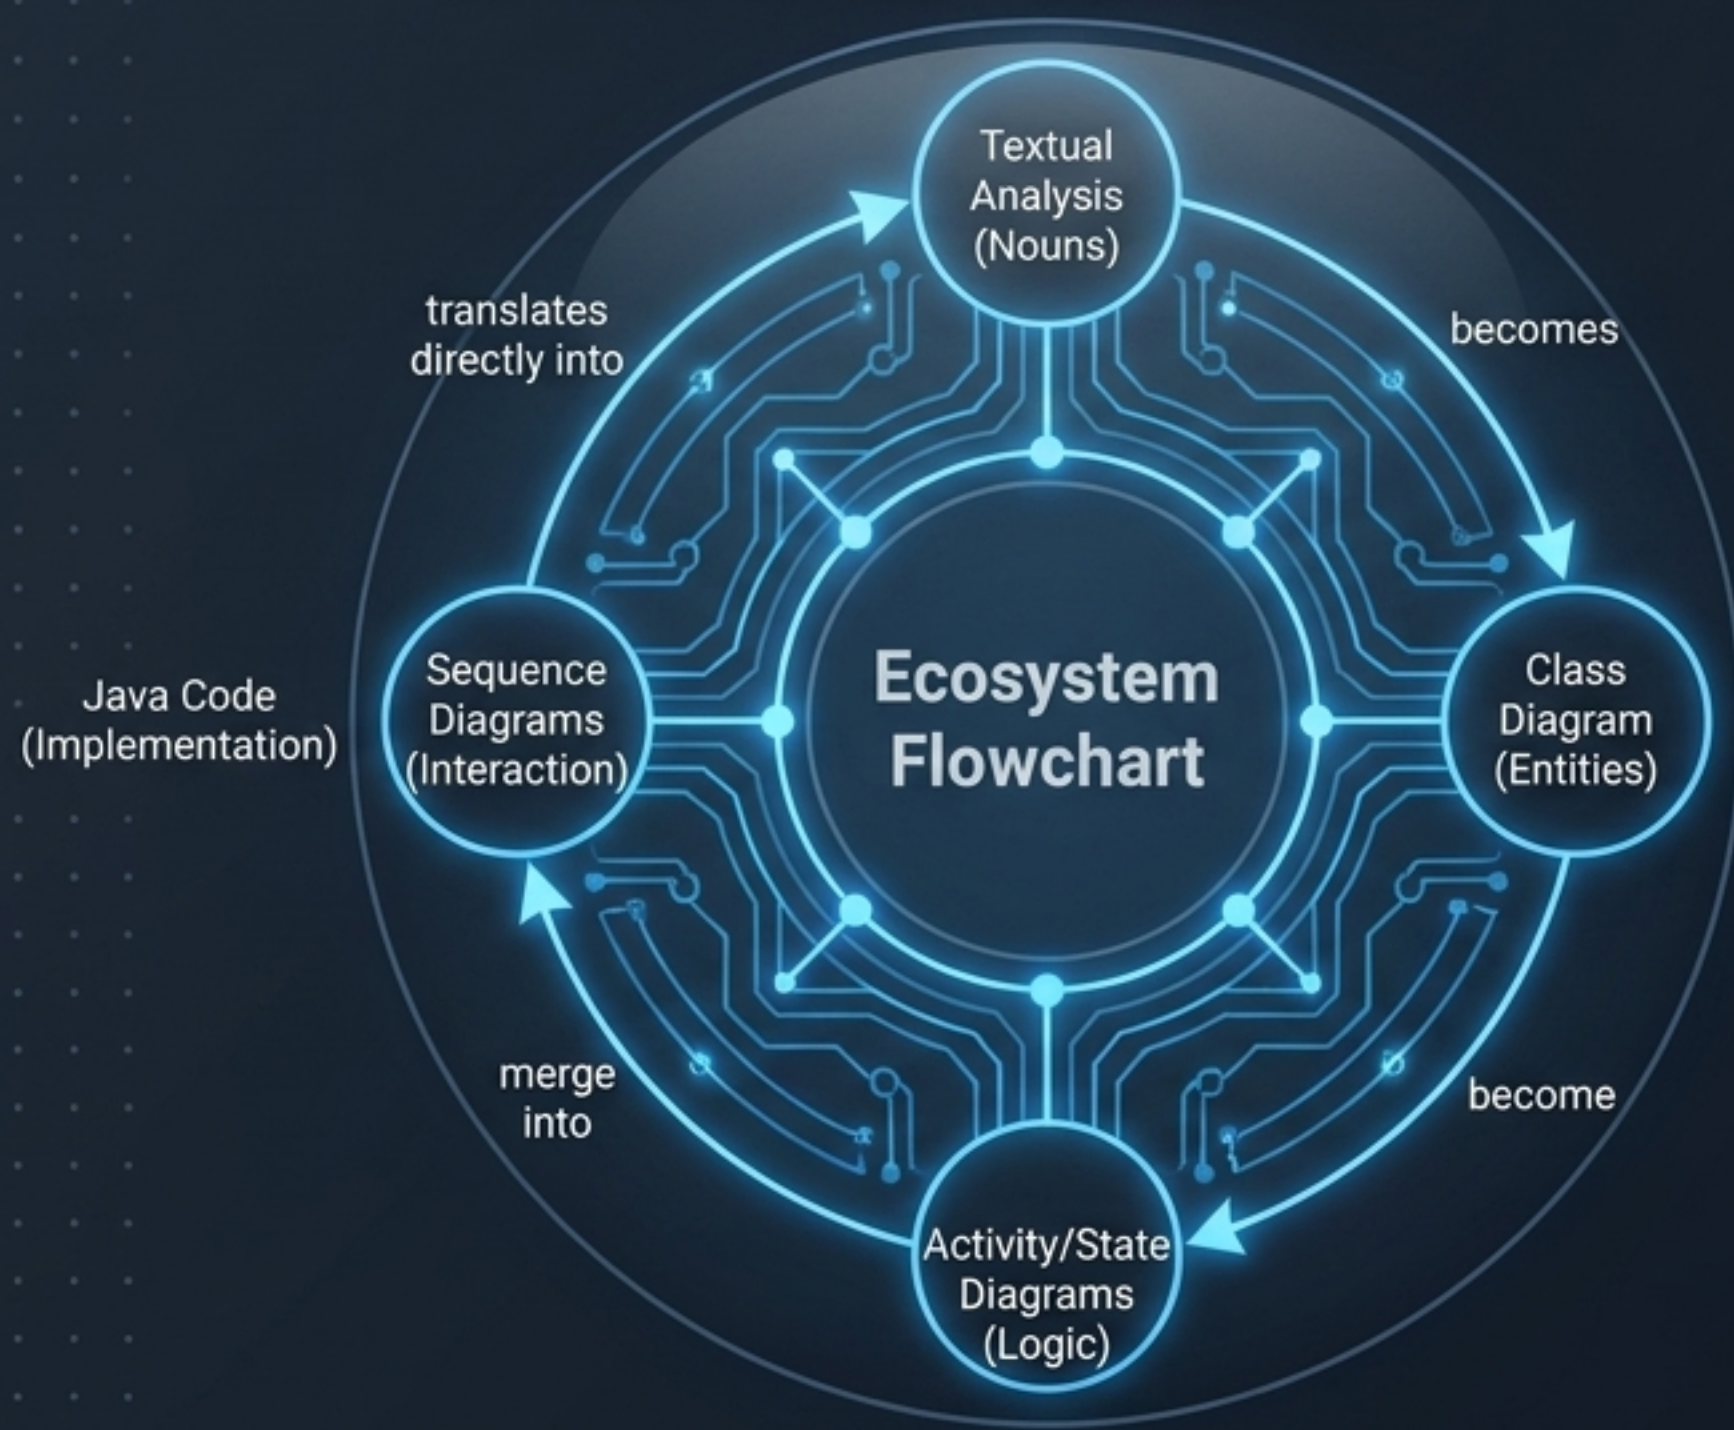 Textual
Analysis
(Nouns)
translates
directly into
becomes
Ecosystem
Flowchart
Sequence
Diagrams
(Interaction)
Java Code
(Implementation)
Class
Diagram
(Entities)
merge
into
become
Activity/State
Diagrams
(Logic)